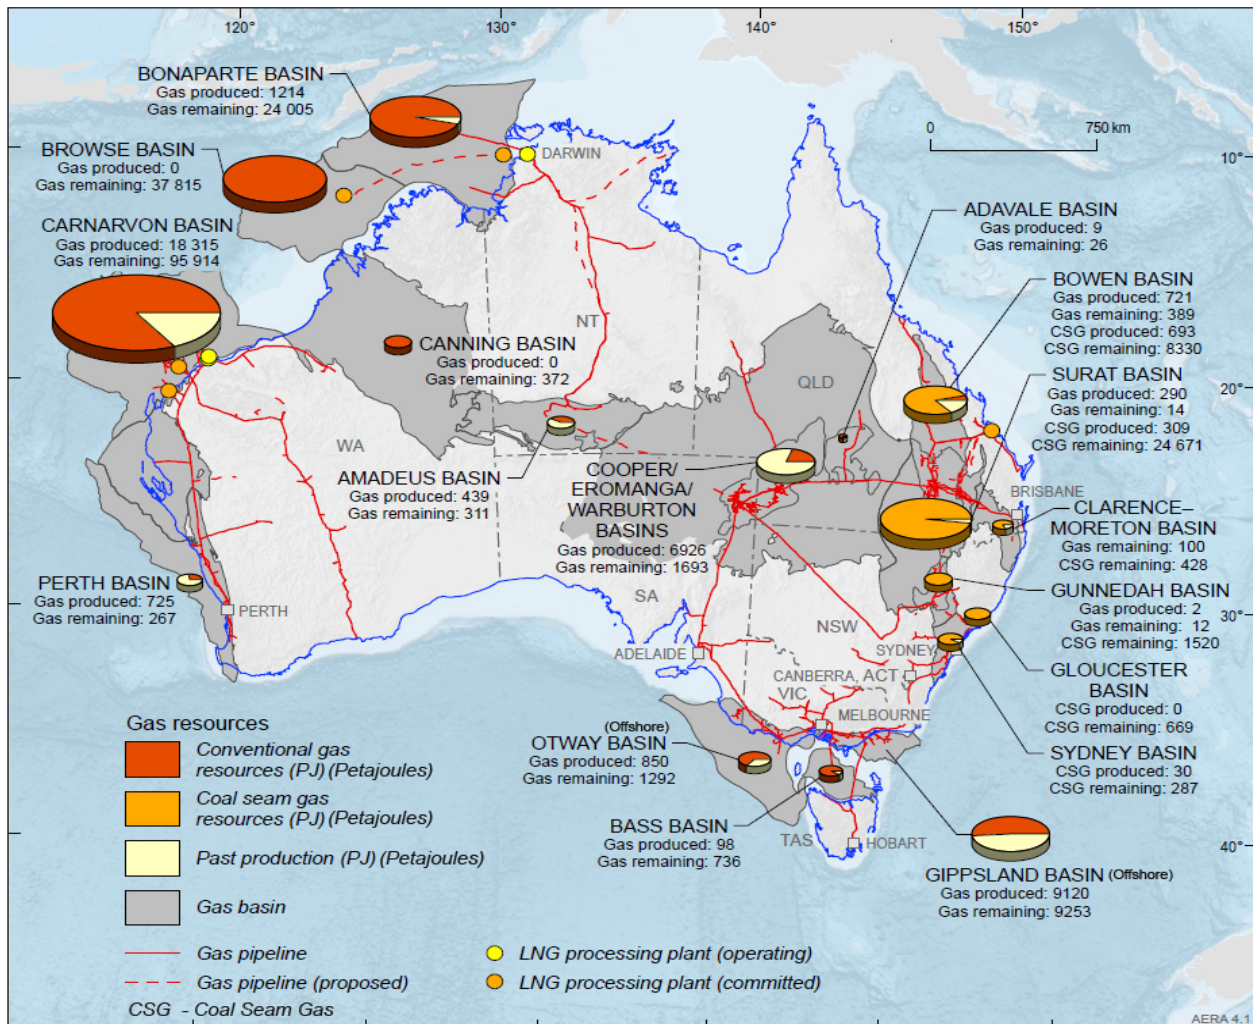 120°
130°
140°
150°
BONAPARTE BASIN
Gas produced: 1214
Gas remaining: 24 005
0
750 km
BROWSE BASIN
Gas produced: 0
Gas remaining: 37 815
DARWIN
10°
CARNARVON BASIN
Gas produced: 18 315
Gas remaining: 95 914
ADAVALE BASIN
Gas produced: 9
Gas remaining: 26
BOWEN BASIN
Gas produced: 721
Gas remaining: 389
CSG produced: 693
CSG remaining: 8330
NT
CANNING BASIN
Gas produced: 0
Gas remaining: 372
QLD
SURAT BASIN
Gas produced: 290
Gas remaining: 14
CSG produced: 309
CSG remaining: 24 671
20°
WA
AMADEUS BASIN
Gas produced: 439
Gas remaining: 311
COOPER/
EROMANGA/
WARBURTON
BASINS
Gas produced: 6926
Gas remaining: 1693
BRISBANE
CLARENCE–
MORETON BASIN
Gas remaining: 100
CSG remaining: 428
PERTH BASIN
Gas produced: 725
Gas remaining: 267
PERTH
SA
GUNNEDAH BASIN
Gas produced: 2
Gas remaining: 12
CSG remaining: 1520
30°
NSW
ADELAIDE
SYDNEY
CANBERRA, ACT
VIC
GLOUCESTER
BASIN
CSG produced: 0
CSG remaining: 669
MELBOURNE
(Offshore)
OTWAY BASIN
Gas produced: 850
Gas remaining: 1292
SYDNEY BASIN
CSG produced: 30
CSG remaining: 287
BASS BASIN
Gas produced: 98
Gas remaining: 736
TAS
HOBART
40°
GIPPSLAND BASIN (Offshore)
Gas produced: 9120
Gas remaining: 9253
Gas resources
Conventional gas
resources (PJ) (Petajoules)
Coal seam gas
resources (PJ) (Petajoules)
Past production (PJ) (Petajoules)
Gas basin
Gas pipeline
Gas pipeline (proposed)
CSG - Coal Seam Gas
LNG processing plant (operating)
LNG processing plant (committed)
AERA 4.1